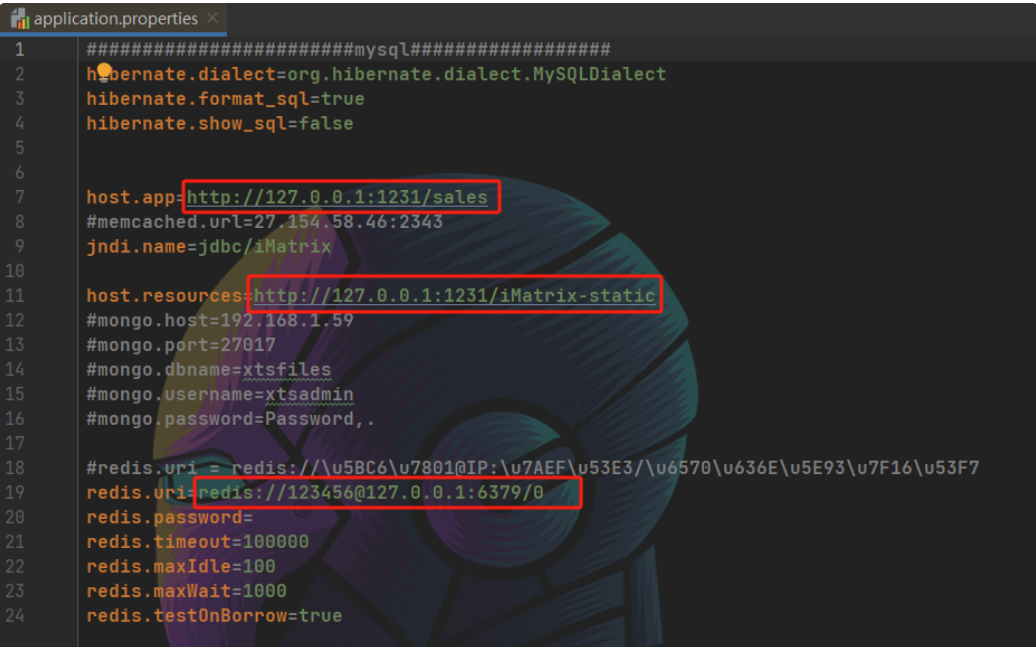 application.properties
1 ########################mysql##################
2 hibernate.dialect=org.hibernate.dialect.MySQLDialect
3 hibernate.format_sql=true
4 hibernate.show_sql=false
5
6
7 host.app=http://127.0.0.1:1231/sales
8 #memcached.url=27.154.58.46:2343
9 jndi.name=jdbc/iMatrix
10
11 host.resources=http://127.0.0.1:1231/iMatrix-static
12 #mongo.host=192.168.1.59
13 #mongo.port=27017
14 #mongo.dbname=xtsfiles
15 #mongo.username=xtsadmin
16 #mongo.password=Password,.
17
18 #redis.uri = redis://\u5BC6\u7801@IP:\u7AEF\u53E3/\u6570\u636E\u5E93\u7F16\u53F7
19 redis.uri=redis://123456@127.0.0.1:6379/0
20 redis.password=
21 redis.timeout=100000
22 redis.maxIdle=100
23 redis.maxWait=1000
24 redis.testOnBorrow=true